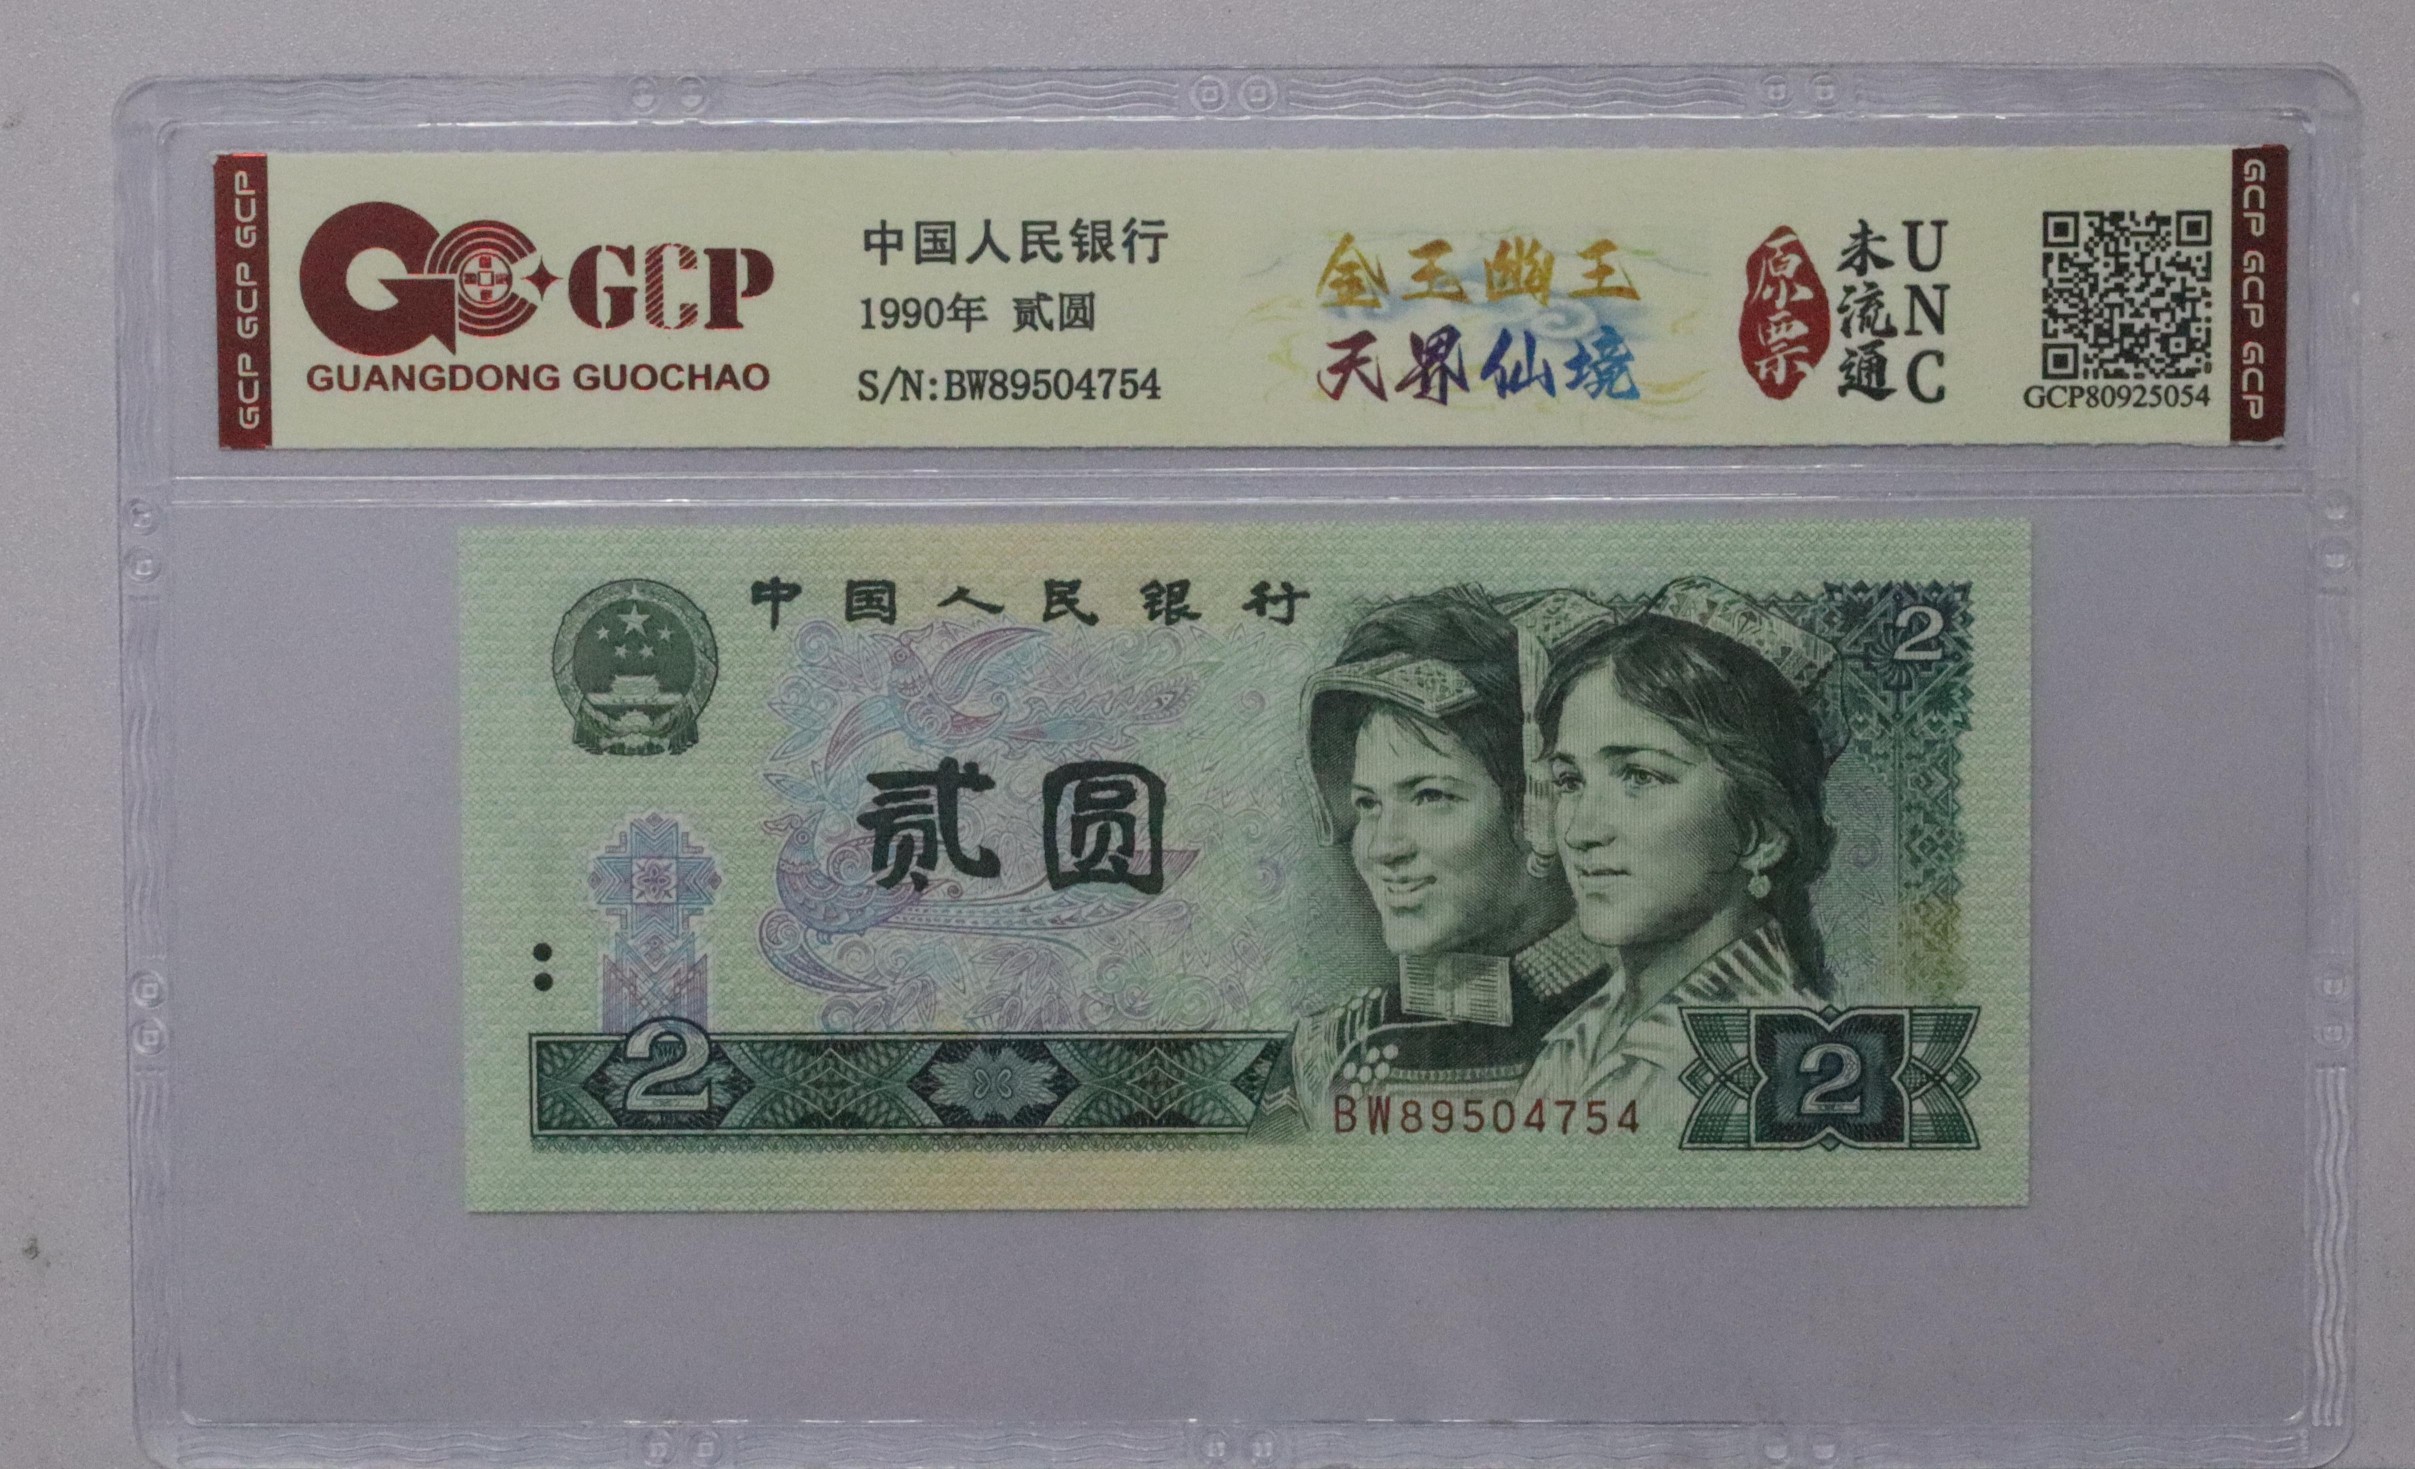 GCP GCP GCP
GCP
GUANGDONG GUOCHAO
中国人民银行
1990年 贰圆
S/N:BW89504754
金玉幽王
天界仙境
原票
未流通
UNC
GCP80925054
GCP GCP GCP
中国人民银行
2
贰圆
2
BW89504754
2